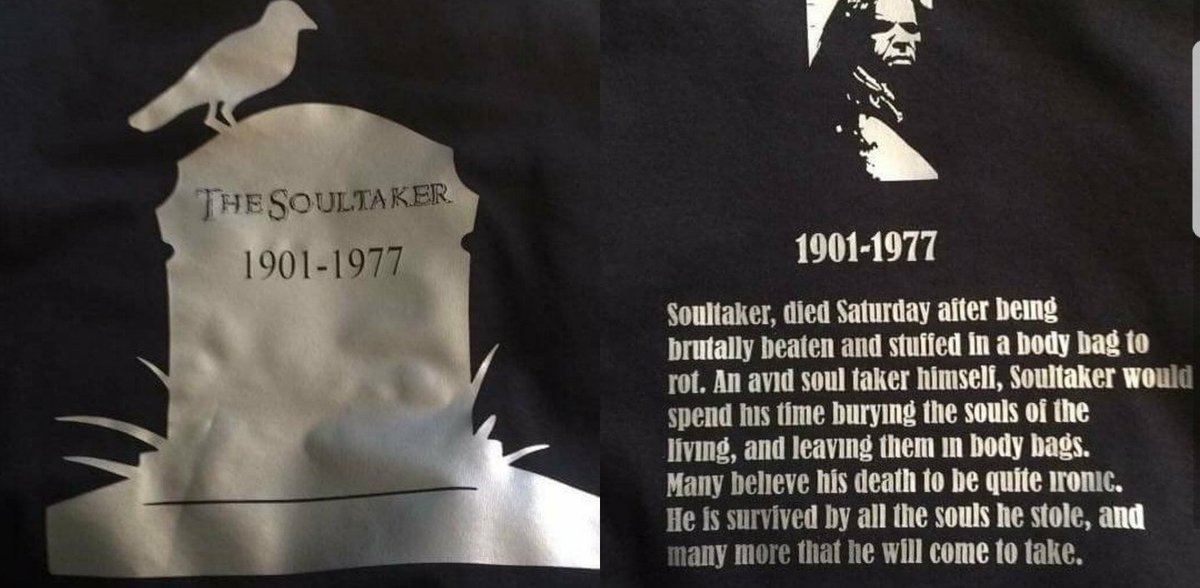 THE SOULTAKER
1901-1977
1901-1977
Soultaker, died Saturday after being
brutally beaten and stuffed in a body bag to
rot. An avid soul taker himself, Soultaker would
spend his time burying the souls of the
living, and leaving them in body bags.
Many believe his death to be quite ironic.
He is survived by all the souls he stole, and
many more that he will come to take.